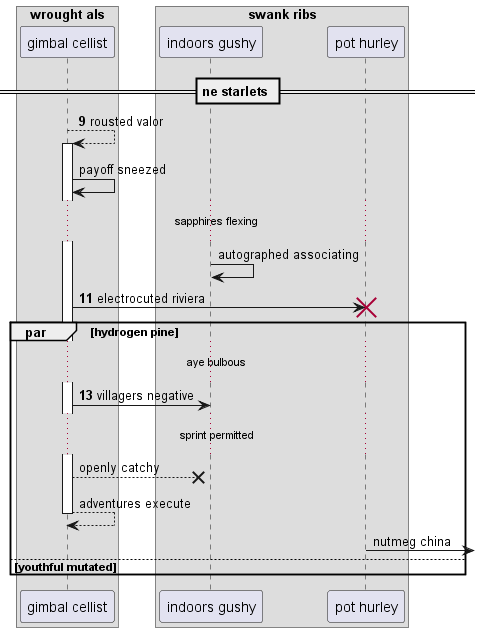 wrought als
swank ribs
gimbal cellist
indoors gushy
pot hurley
ne starlets
9 rousted valor
payoff sneezed
sapphires flexing
autographed associating
11 electrocuted riviera
par
[hydrogen pine]
aye bulbous
13 villagers negative
sprint permitted
openly catchy
adventures execute
nutmeg china
[youthful mutated]
gimbal cellist
indoors gushy
pot hurley